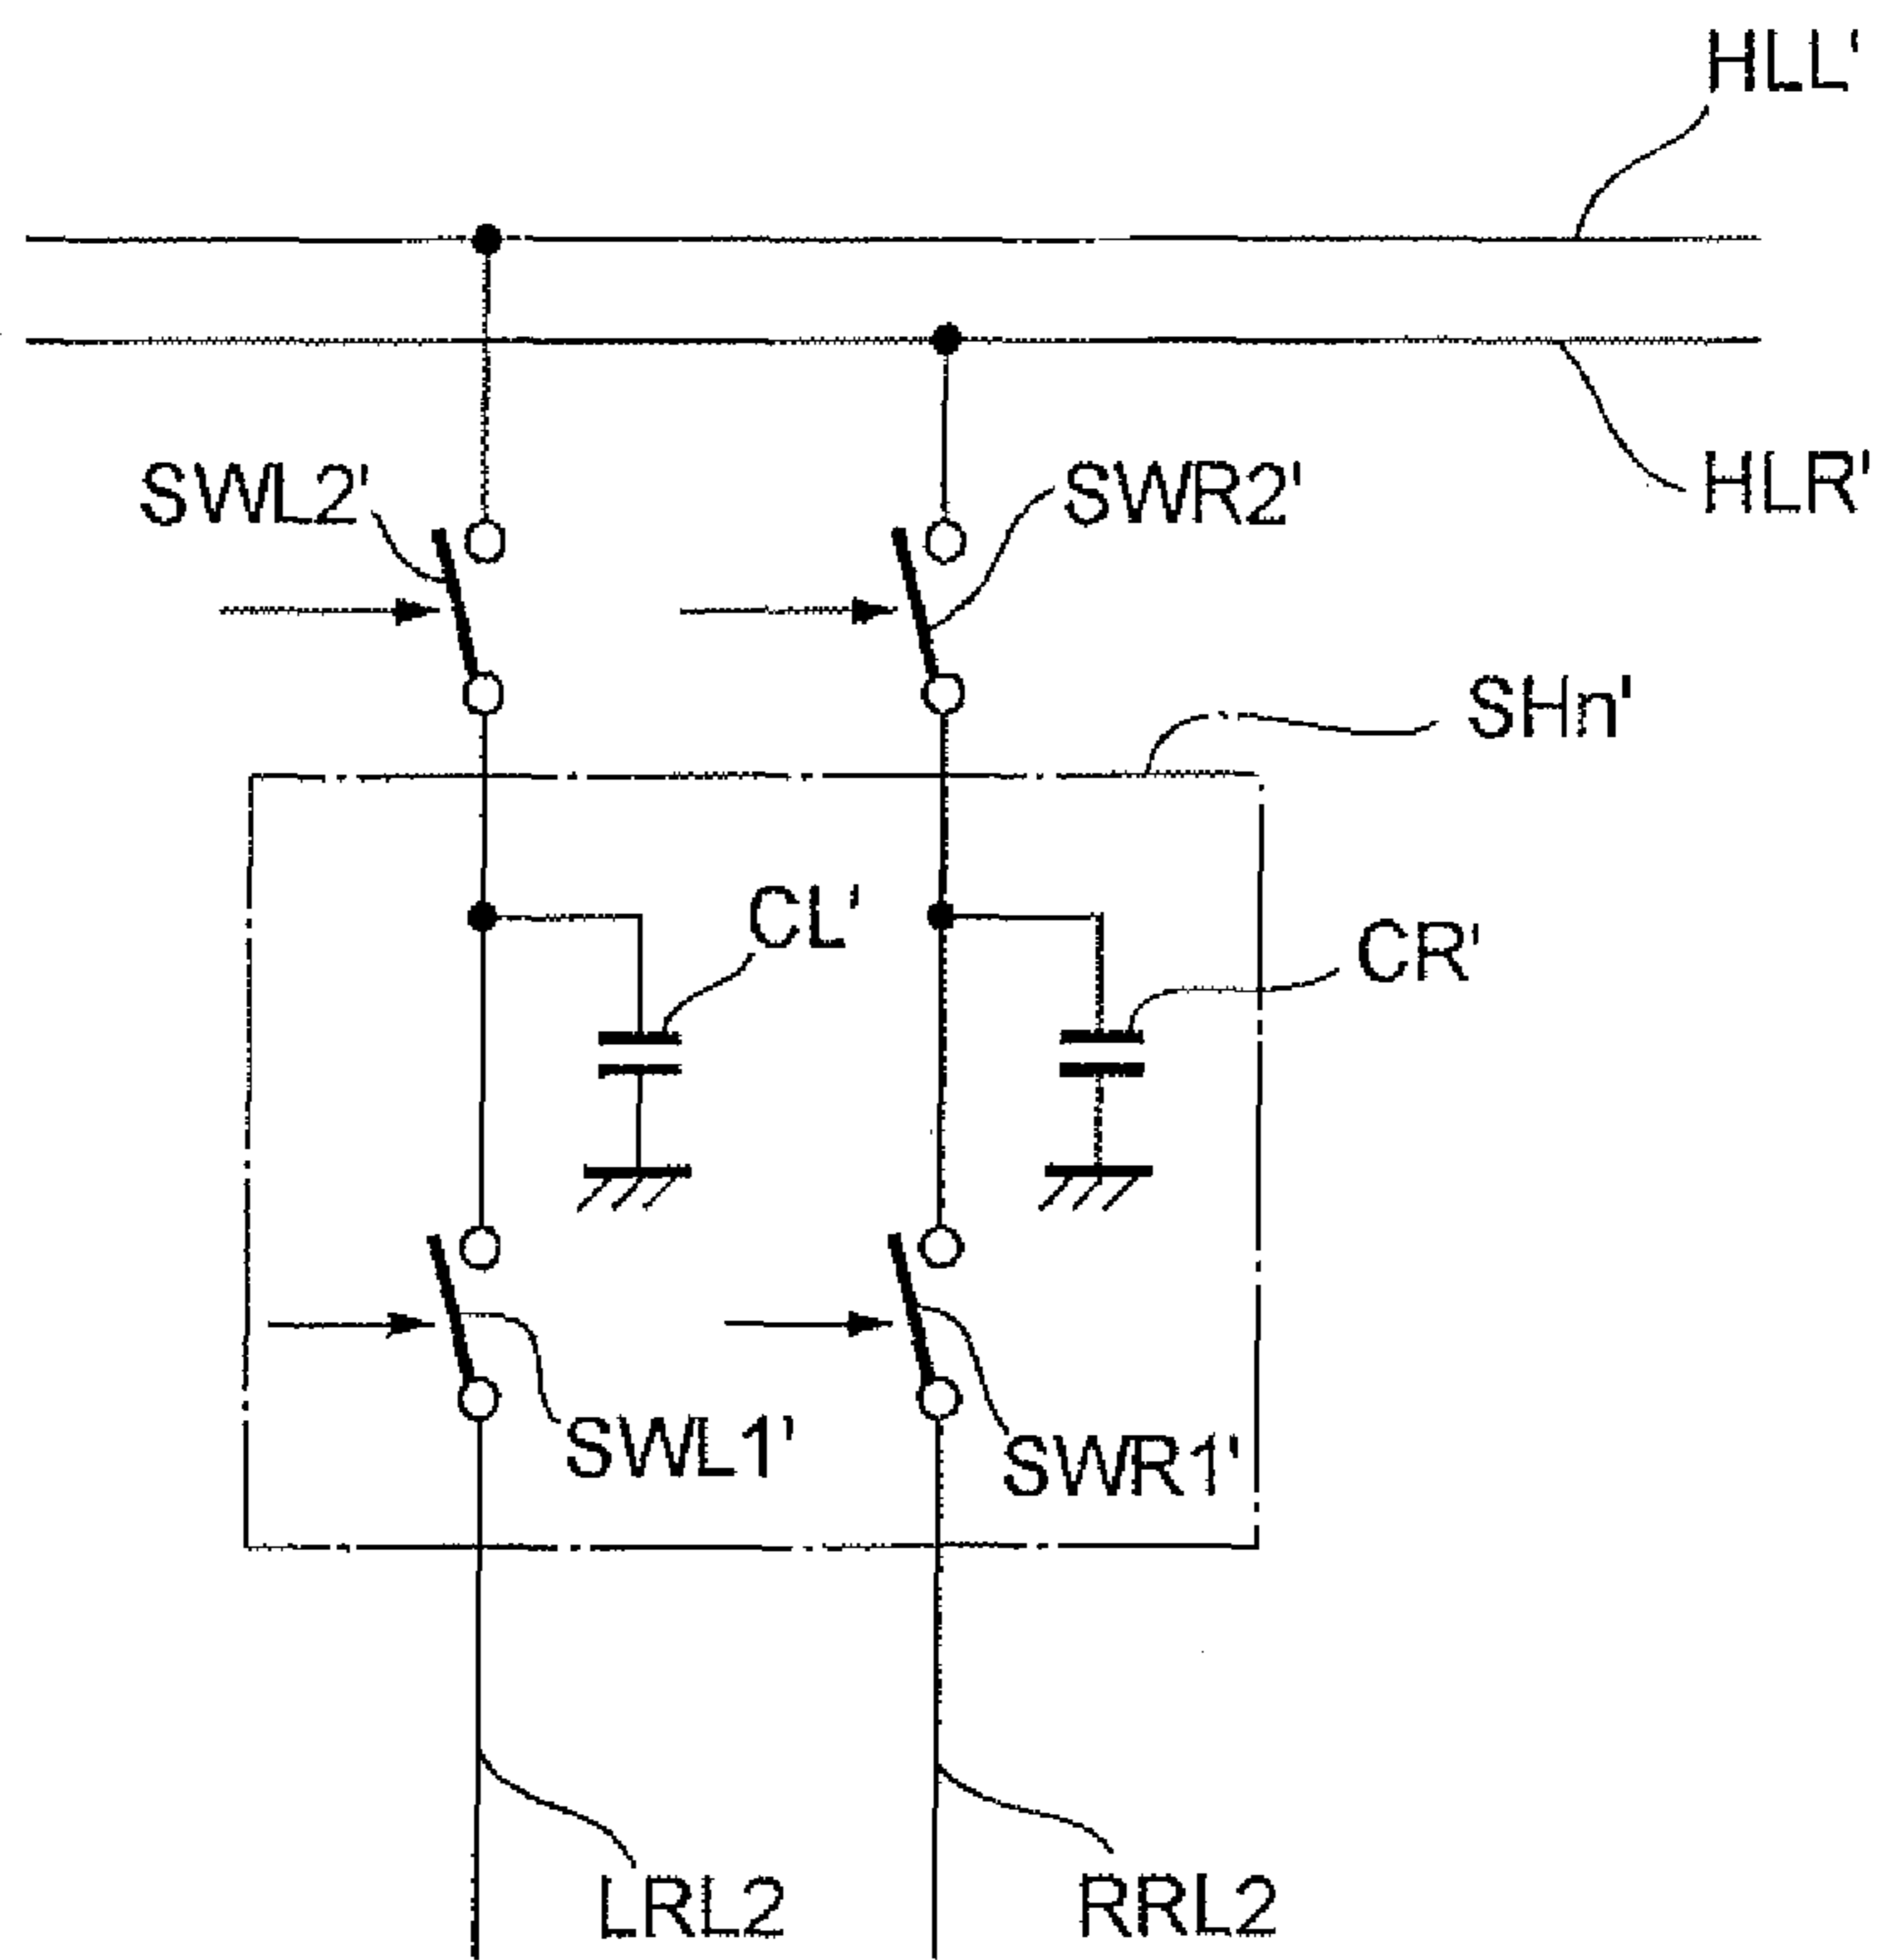 HLL'
HLR'
SWL2'
SWR2'
SHn'
CL'
CR'
SWL1'
SWR1'
LRL2
RRL2